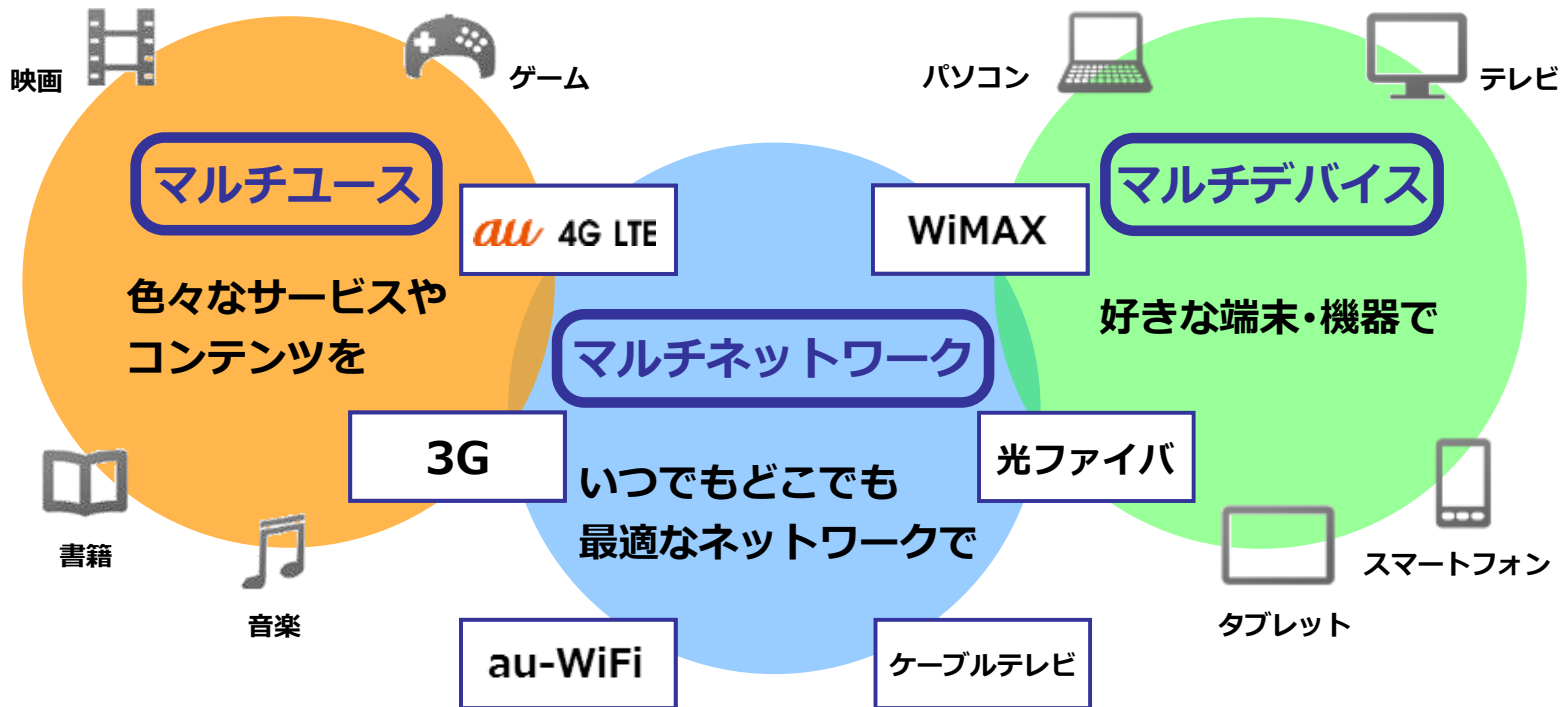 映画
ゲーム
マルチユース
色々なサービスや
コンテンツを
書籍
音楽
au 4G LTE
WiMAX
マルチネットワーク
3G
光ファイバ
いつでもどこでも
最適なネットワークで
au-WiFi
ケーブルテレビ
パソコン
テレビ
マルチデバイス
好きな端末・機器で
スマートフォン
タブレット